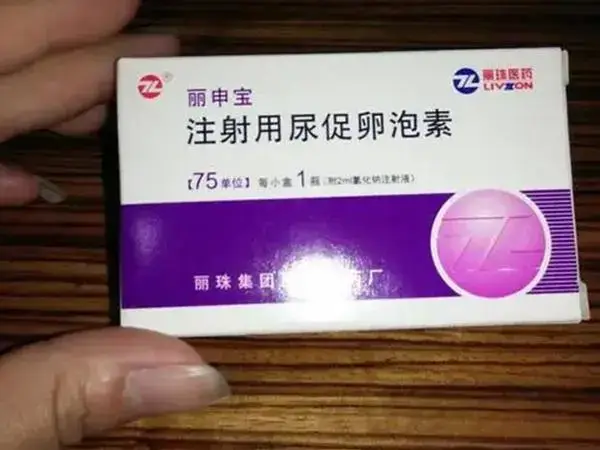 丽珠医药
LIVZON
丽申宝
注射用尿促卵泡素
【75单位】每小盒1瓶(附2ml氯化钠注射液)
丽珠集团 厂